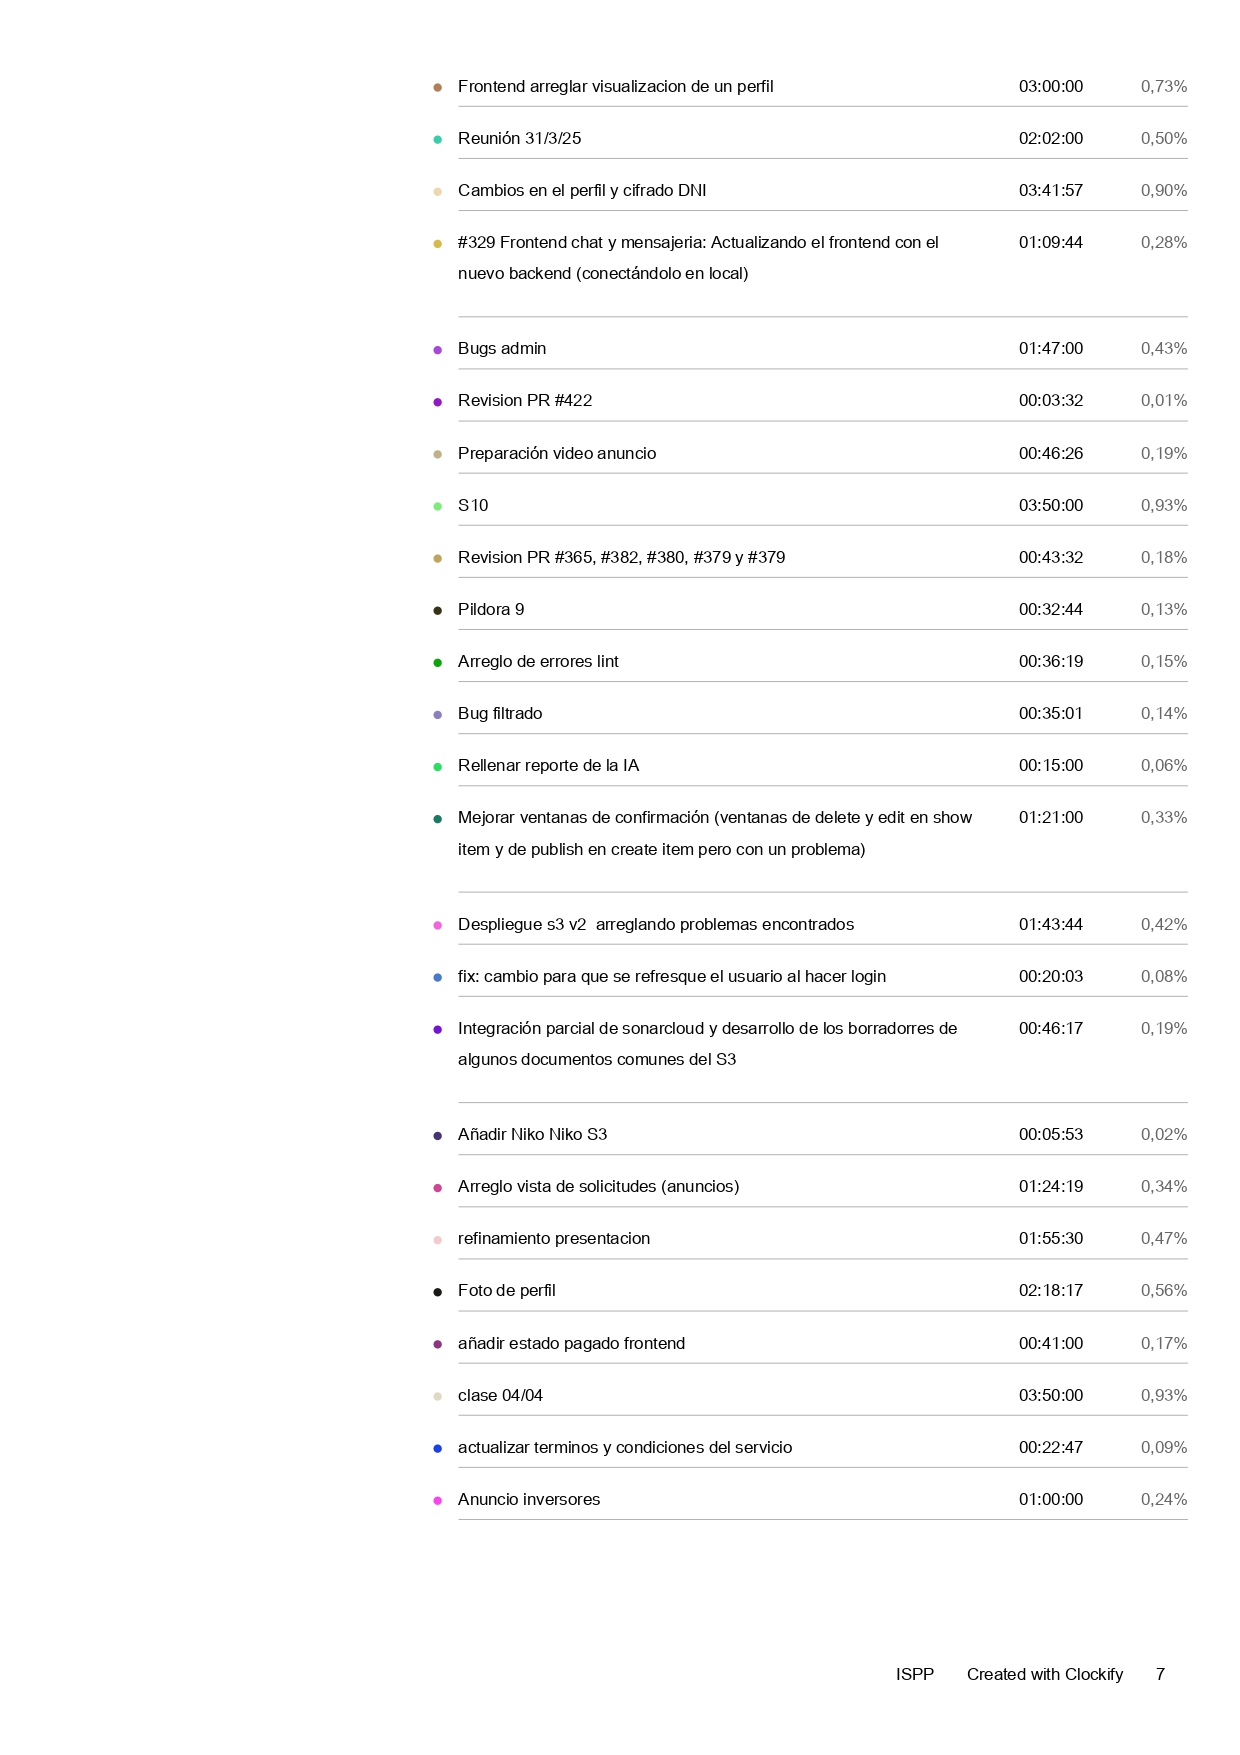 Frontend arreglar visualizacion de un perfil 03:00:00 0,73%
Reunión 31/3/25 02:02:00 0,50%
Cambios en el perfil y cifrado DNI 03:41:57 0,90%
#329 Frontend chat y mensajeria: Actualizando el frontend con el 01:09:44 0,28%
nuevo backend (conectándolo en local)
Bugs admin 01:47:00 0,43%
Revision PR #422 00:03:32 0,01%
Preparación video anuncio 00:46:26 0,19%
S10 03:50:00 0,93%
Revision PR #365, #382, #380, #379 y #379 00:43:32 0,18%
Pildora 9 00:32:44 0,13%
Arreglo de errores lint 00:36:19 0,15%
Bug filtrado 00:35:01 0,14%
Rellenar reporte de la IA 00:15:00 0,06%
Mejorar ventanas de confirmación (ventanas de delete y edit en show 01:21:00 0,33%
item y de publish en create item pero con un problema)
Despliegue s3 v2  arreglando problemas encontrados 01:43:44 0,42%
fix: cambio para que se refresque el usuario al hacer login 00:20:03 0,08%
Integración parcial de sonarcloud y desarrollo de los borradorres de 00:46:17 0,19%
algunos documentos comunes del S3
Añadir Niko Niko S3 00:05:53 0,02%
Arreglo vista de solicitudes (anuncios) 01:24:19 0,34%
refinamiento presentacion 01:55:30 0,47%
Foto de perfil 02:18:17 0,56%
añadir estado pagado frontend 00:41:00 0,17%
clase 04/04 03:50:00 0,93%
actualizar terminos y condiciones del servicio 00:22:47 0,09%
Anuncio inversores 01:00:00 0,24%
ISPP Created with Clockify 7